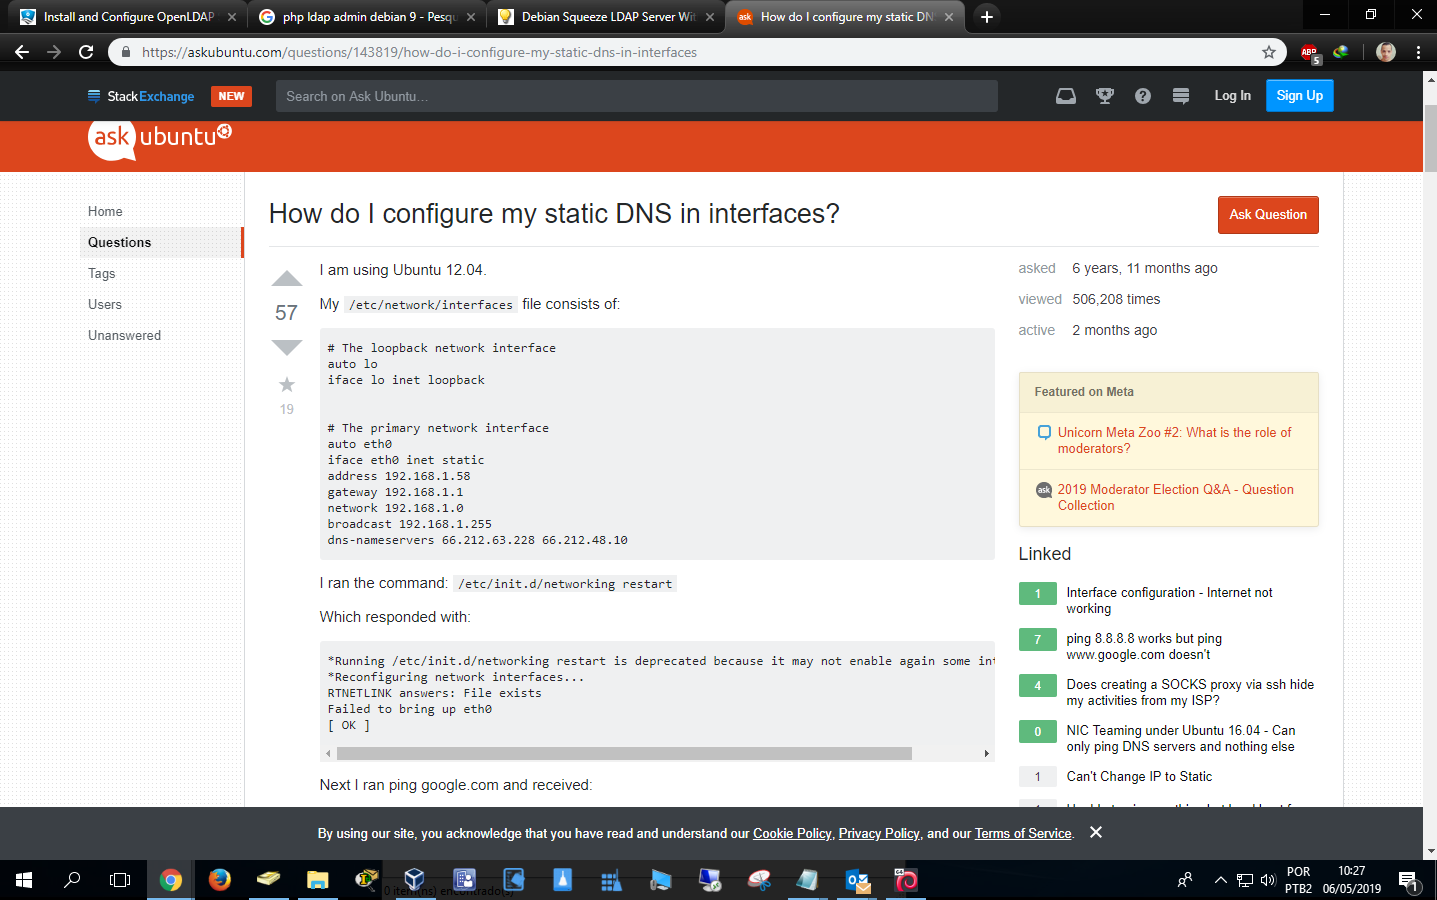 Install and Configure OpenLDAP
php ldap admin debian 9 - Pesqu
Debian Squeeze LDAP Server Wit
ask
How do I configure my static DN
https://askubuntu.com/questions/143819/how-do-i-configure-my-static-dns-in-interfaces
ABP
5
StackExchange
NEW
Search on Ask Ubuntu...
Log In
Sign Up
ask ubuntu
Home
Questions
Tags
Users
Unanswered
How do I configure my static DNS in interfaces?
Ask Question
57
19
I am using Ubuntu 12.04.
My /etc/network/interfaces file consists of:
# The loopback network interface
auto lo
iface lo inet loopback
# The primary network interface
auto eth0
iface eth0 inet static
address 192.168.1.58
gateway 192.168.1.1
network 192.168.1.0
broadcast 192.168.1.255
dns-nameservers 66.212.63.228 66.212.48.10
I ran the command: /etc/init.d/networking restart
Which responded with:
*Running /etc/init.d/networking restart is deprecated because it may not enable again some int
*Reconfiguring network interfaces...
RTNETLINK answers: File exists
Failed to bring up eth0
[ OK ]
Next I ran ping google.com and received:
asked 6 years, 11 months ago
viewed 506,208 times
active 2 months ago
Featured on Meta
Unicorn Meta Zoo #2: What is the role of
moderators?
ask
2019 Moderator Election Q&A - Question
Collection
Linked
1 Interface configuration - Internet not
working
7 ping 8.8.8.8 works but ping
www.google.com doesn't
4 Does creating a SOCKS proxy via ssh hide
my activities from my ISP?
0 NIC Teaming under Ubuntu 16.04 - Can
only ping DNS servers and nothing else
1 Can't Change IP to Static
By using our site, you acknowledge that you have read and understand our Cookie Policy, Privacy Policy, and our Terms of Service.
0 item(ns) encontrado(s)
POR
PTB2
10:27
06/05/2019
1